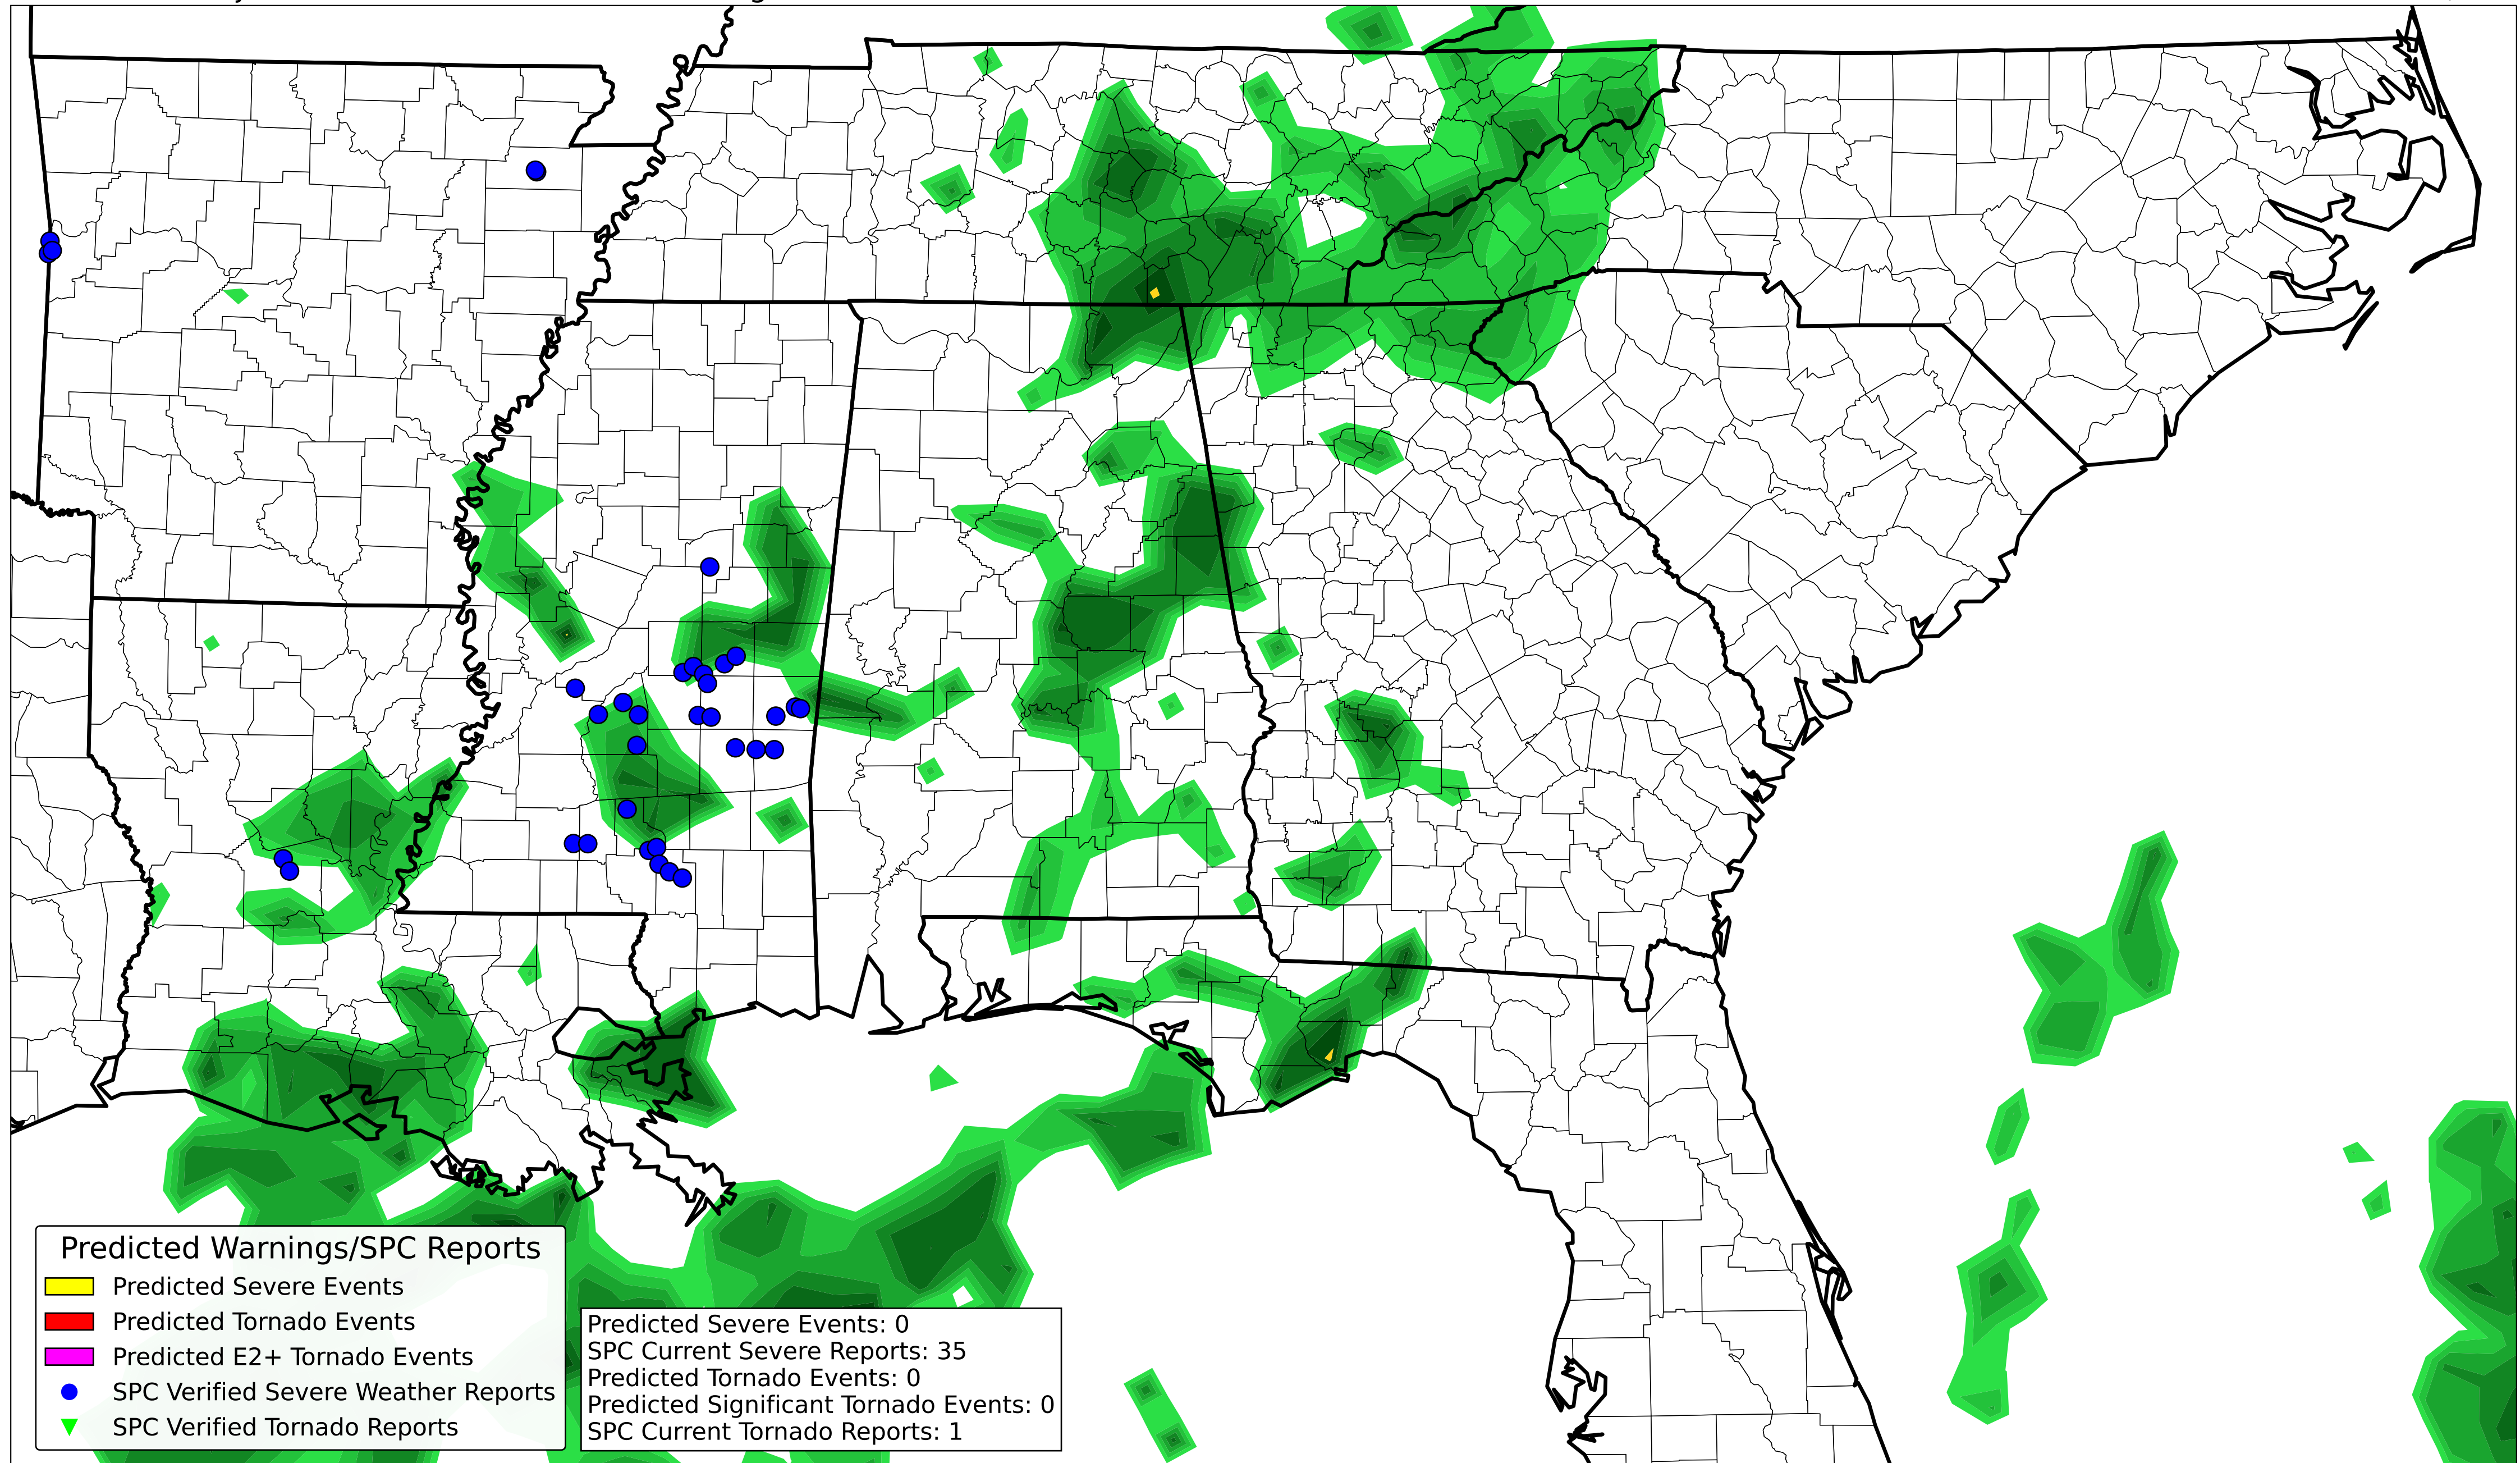 Predicted Warnings/SPC Reports
Predicted Severe Events
Predicted Tornado Events
Predicted E2+ Tornado Events
SPC Verified Severe Weather Reports
SPC Verified Tornado Reports
Predicted Severe Events: 0
SPC Current Severe Reports: 35
Predicted Tornado Events: 0
Predicted Significant Tornado Events: 0
SPC Current Tornado Reports: 1